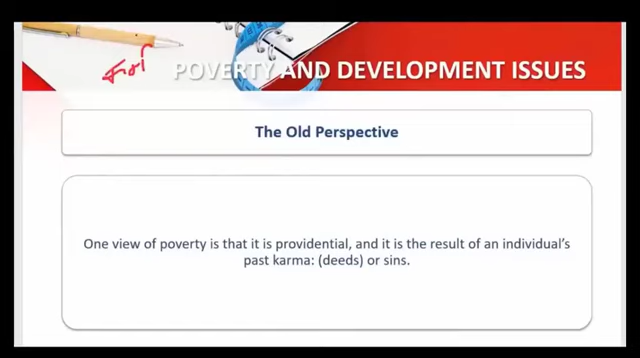 POVERTY AND DEVELOPMENT ISSUES
The Old Perspective
One view of poverty is that it is providential, and it is the result of an individual's
past karma: (deeds) or sins.